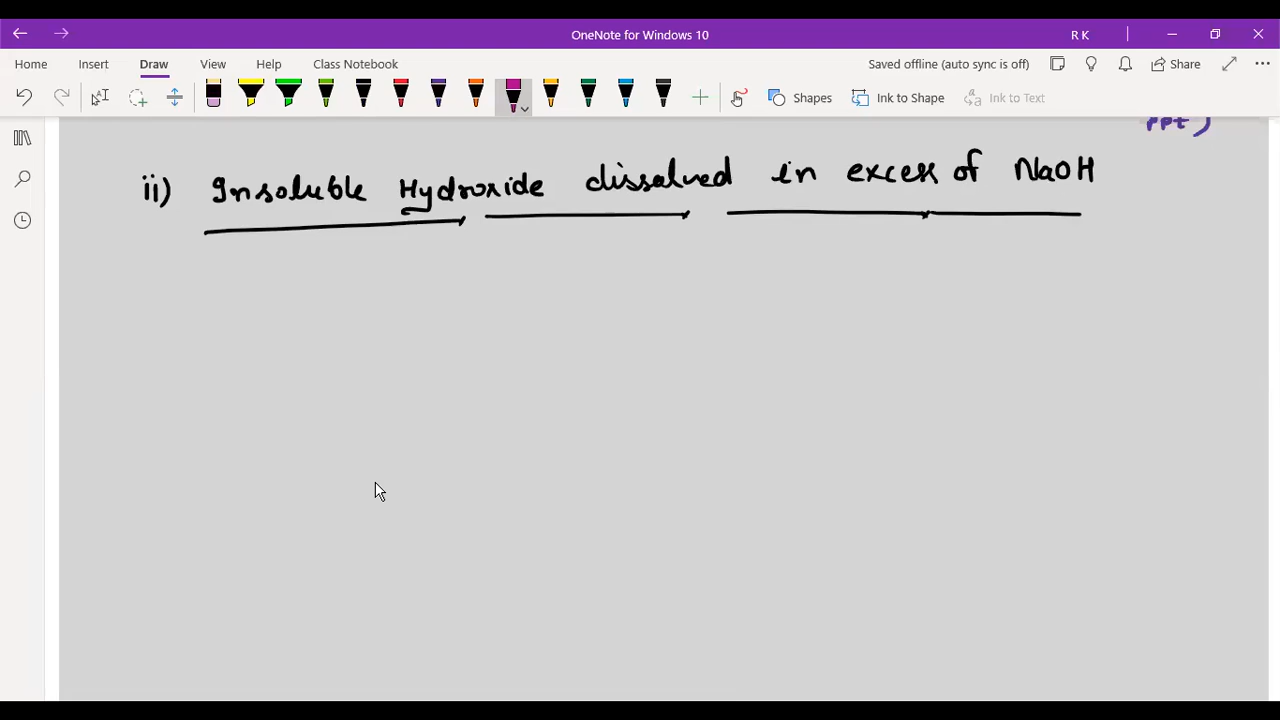 OneNote for Windows 10
R K
Home Insert Draw View Help Class Notebook
Saved offline (auto sync is off) Share
Shapes Ink to Shape Ink to Text
ppt)
ii) Insoluble Hydroxide dissolved in excess of NaOH